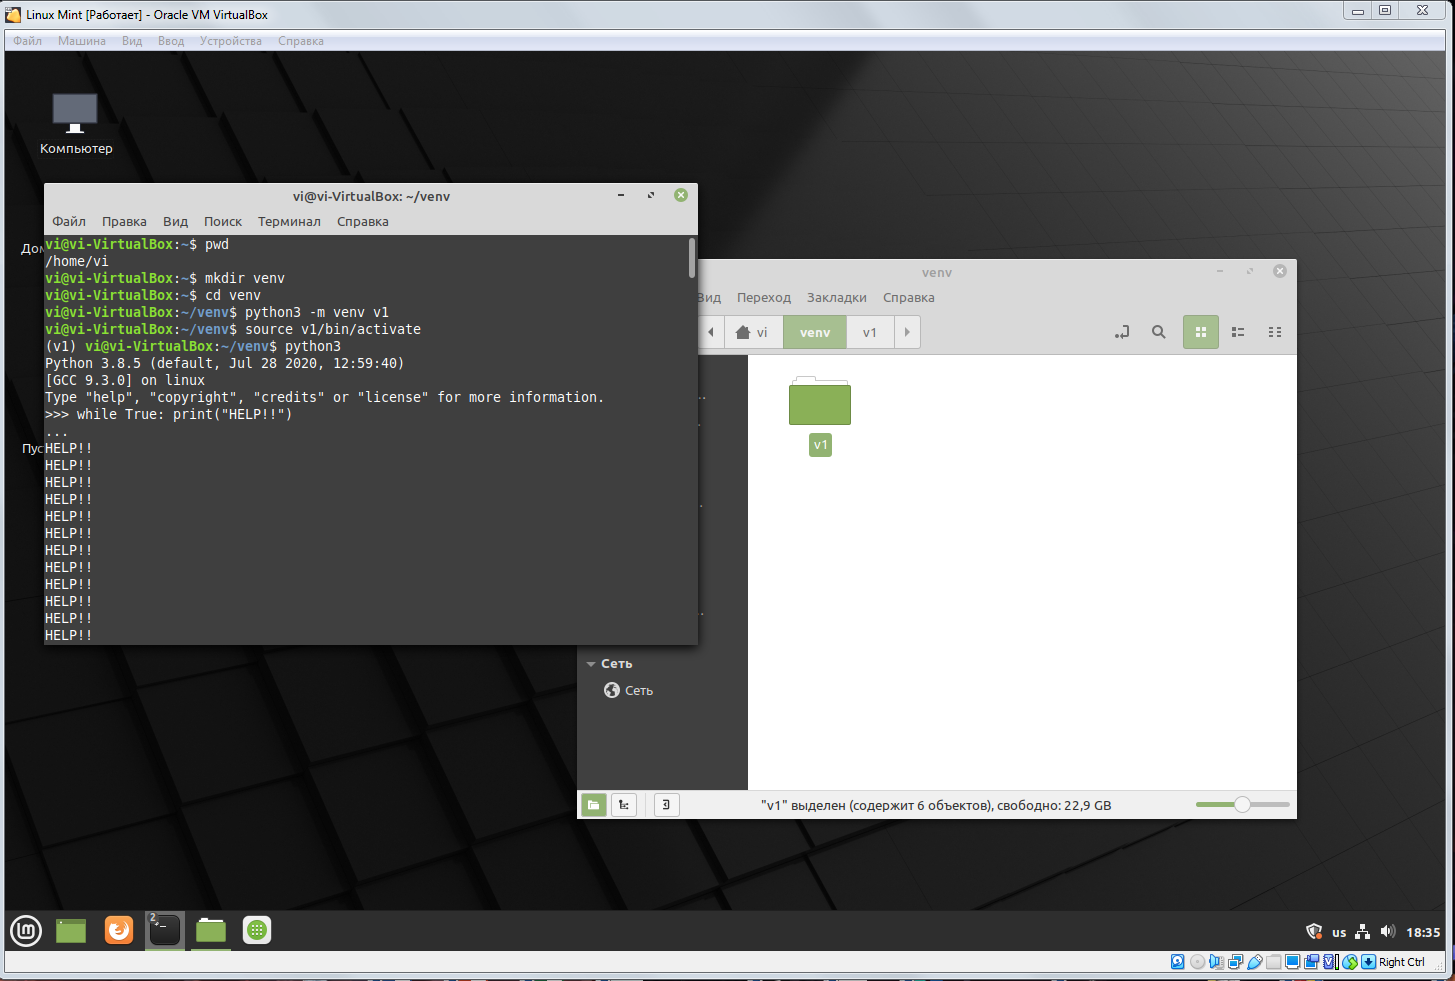 Linux Mint [Работает] - Oracle VM VirtualBox
Файл Машина Вид Ввод Устройства Справка
Компьютер
vi@vi-VirtualBox: ~/venv
Файл Правка Вид Поиск Терминал Справка
vi@vi-VirtualBox:~$ pwd
/home/vi
vi@vi-VirtualBox:~$ mkdir venv
vi@vi-VirtualBox:~$ cd venv
vi@vi-VirtualBox:~/venv$ python3 -m venv v1
vi@vi-VirtualBox:~/venv$ source v1/bin/activate
(v1) vi@vi-VirtualBox:~/venv$ python3
Python 3.8.5 (default, Jul 28 2020, 12:59:40)
[GCC 9.3.0] on linux
Type "help", "copyright", "credits" or "license" for more information.
>>> while True: print("HELP!!")
...
HELP!!
HELP!!
HELP!!
HELP!!
HELP!!
HELP!!
HELP!!
HELP!!
HELP!!
HELP!!
HELP!!
HELP!!
Дом
Пус
venv
Вид Переход Закладки Справка
vi venv v1
v1
Сеть
Сеть
"v1" выделен (содержит 6 объектов), свободно: 22,9 GB
2
us 18:35
Right Ctrl